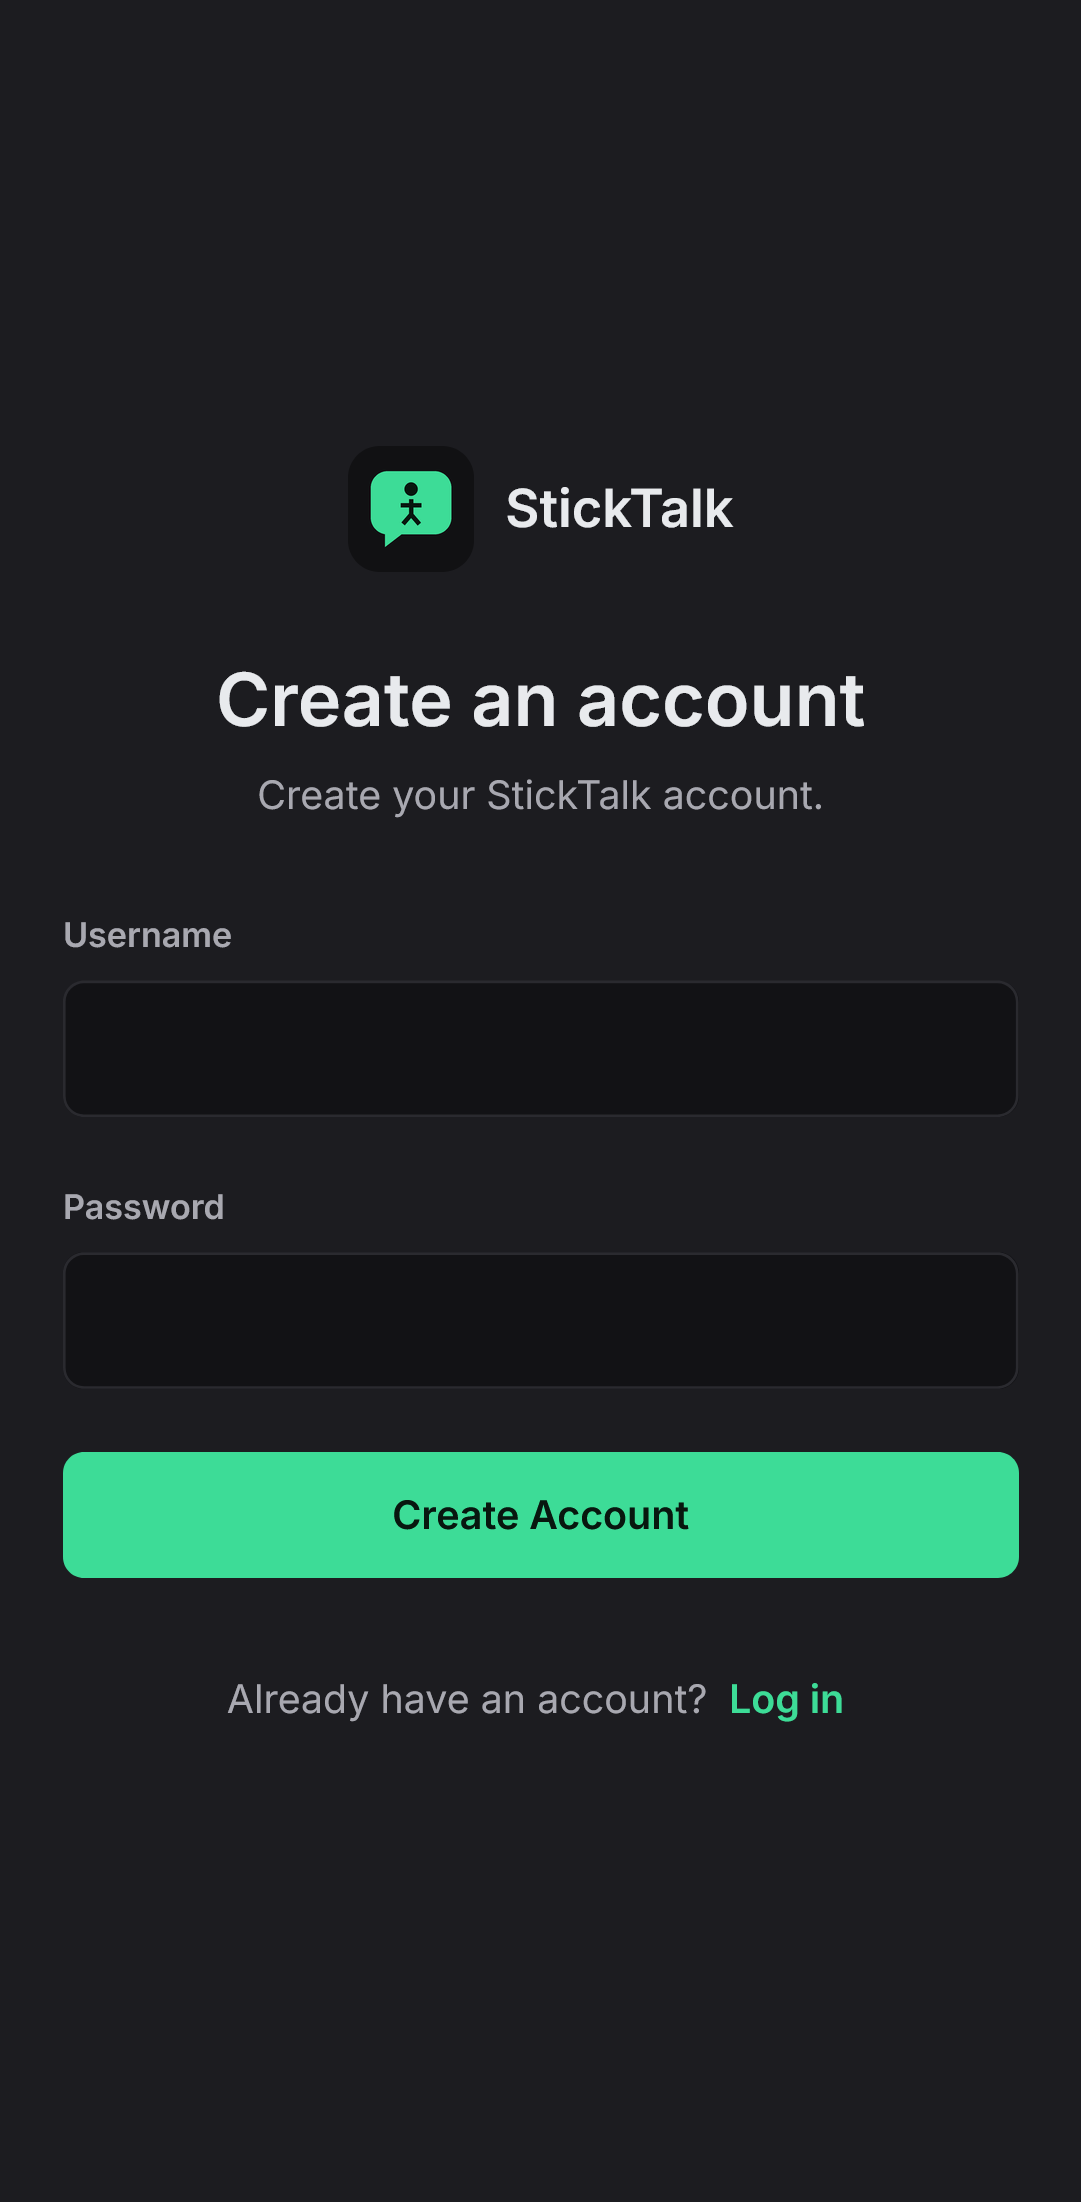 StickTalk
Create an account
Create your StickTalk account.
Username
Password
Create Account
Already have an account? Log in